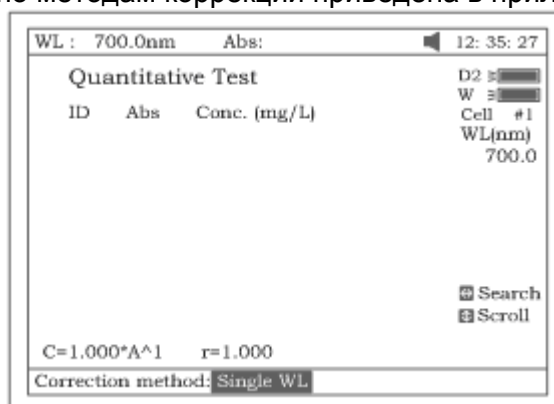 по методам коррекции приведена в прил
WL : 700.0nm Abs: 12: 35: 27
Quantitative Test
D2
W
ID Abs Conc. (mg/L)
Cell #1
WL(nm)
700.0
Search
Scroll
C=1.000*A^1 r=1.000
Correction method: Single WL